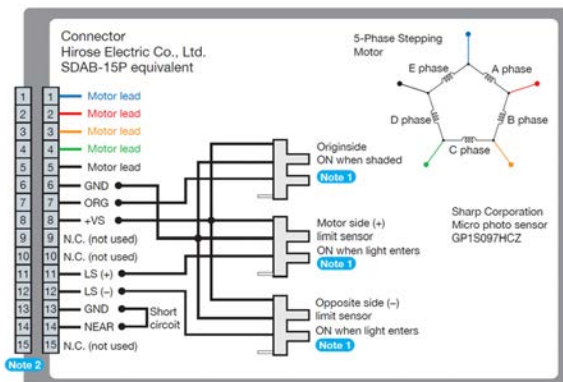 Connector
Hirose Electric Co., Ltd.
SDAB-15P equivalent
1 1 Motor lead
2 2 Motor lead
3 3 Motor lead
4 4 Motor lead
5 5 Motor lead
6 6 GND
7 7 ORG
8 8 +VS
9 9 N.C. (not used)
10 10 N.C. (not used)
11 11 LS (+)
12 12 LS (−)
13 13 GND
14 14 NEAR
15 15 N.C. (not used)
Short
circoit
Note 2
Originside
ON when shaded
Note 1
Motor side (+)
limit sensor
ON when light enters
Note 1
Opposite side (−)
limit sensor
ON when light enters
Note 1
5-Phase Stepping
Motor
E phase
A phase
D phase
B phase
C phase
Sharp Corporation
Micro photo sensor
GP1S097HCZ